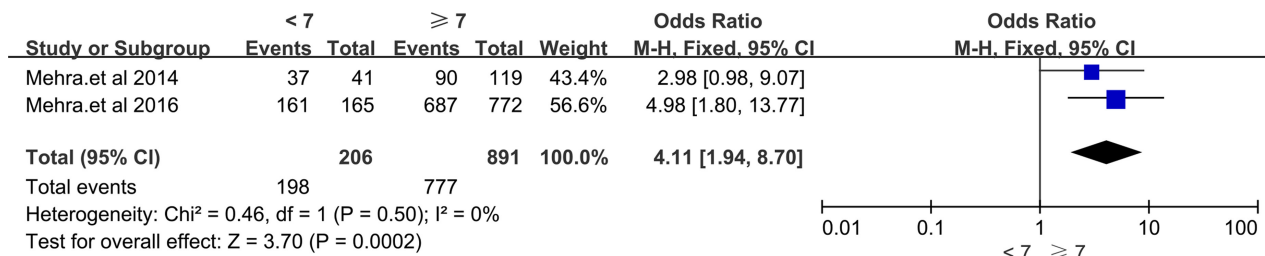 < 7 ⩾ 7 Odds Ratio Odds Ratio
Study or Subgroup Events Total Events Total Weight M-H, Fixed, 95% CI M-H, Fixed, 95% CI
Mehra.et al 2014 37 41 90 119 43.4% 2.98 [0.98, 9.07]
Mehra.et al 2016 161 165 687 772 56.6% 4.98 [1.80, 13.77]
Total (95% CI) 206 891 100.0% 4.11 [1.94, 8.70]
Total events 198 777
Heterogeneity: Chi² = 0.46, df = 1 (P = 0.50); I² = 0%
Test for overall effect: Z = 3.70 (P = 0.0002)
0.01 0.1 1 10 100
< 7 ⩾ 7